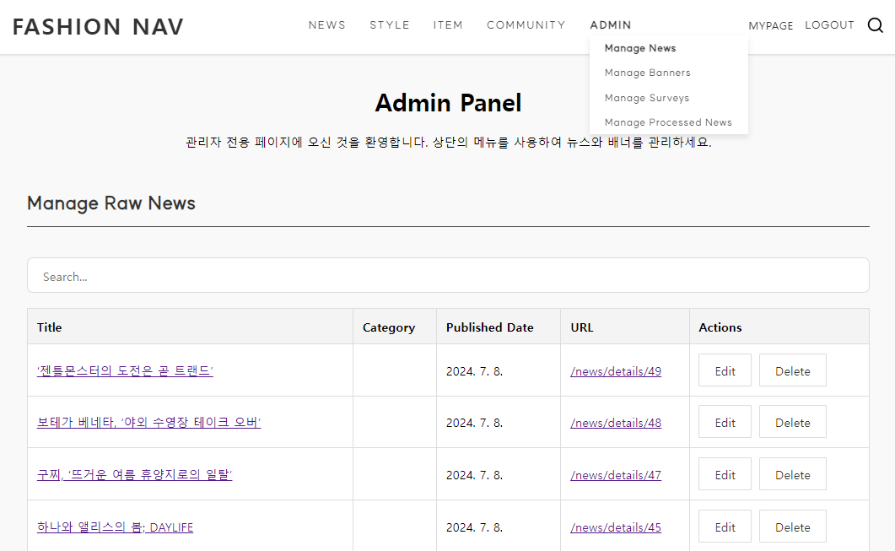 FASHION NAV
NEWS STYLE ITEM COMMUNITY ADMIN MYPAGE LOGOUT
Manage News
Manage Banners
Manage Surveys
Manage Processed News
Admin Panel
관리자 전용 페이지에 오신 것을 환영합니다. 상단의 메뉴를 사용하여 뉴스와 배너를 관리하세요.
Manage Raw News
Search...
Title Category Published Date URL Actions
‘젠틀몬스터의 도전은 곧 트랜드’ 2024. 7. 8. /news/details/49 Edit Delete
보테가 베네타, ‘야외 수영장 테이크 오버’ 2024. 7. 8. /news/details/48 Edit Delete
구찌, ‘뜨거운 여름 휴양지로의 일탈’ 2024. 7. 8. /news/details/47 Edit Delete
하나와 앨리스의 봄; DAYLIFE 2024. 7. 8. /news/details/45 Edit Delete